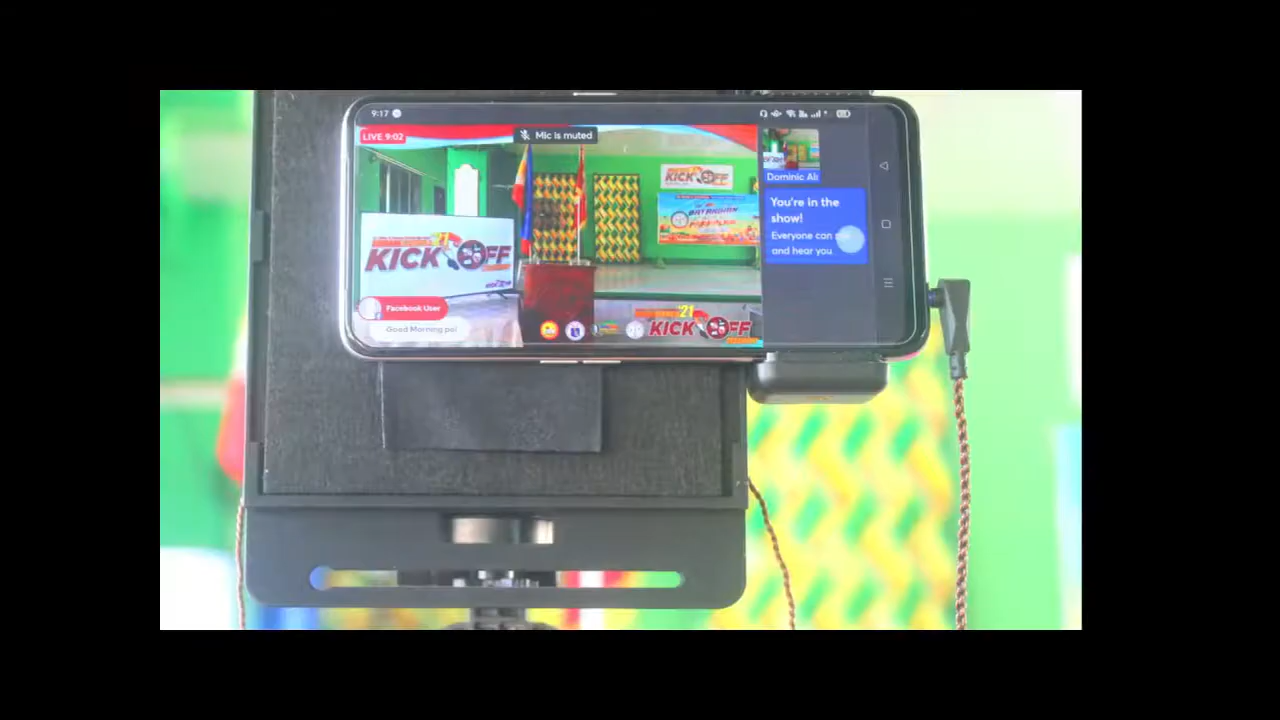 9:17
LIVE 9:02
Mic is muted
KICK OFF
KICK OFF
Facebook User
Good Morning po!
'21
KICK OFF
Dominic Al
You're in the
show!
Everyone can
and hear you